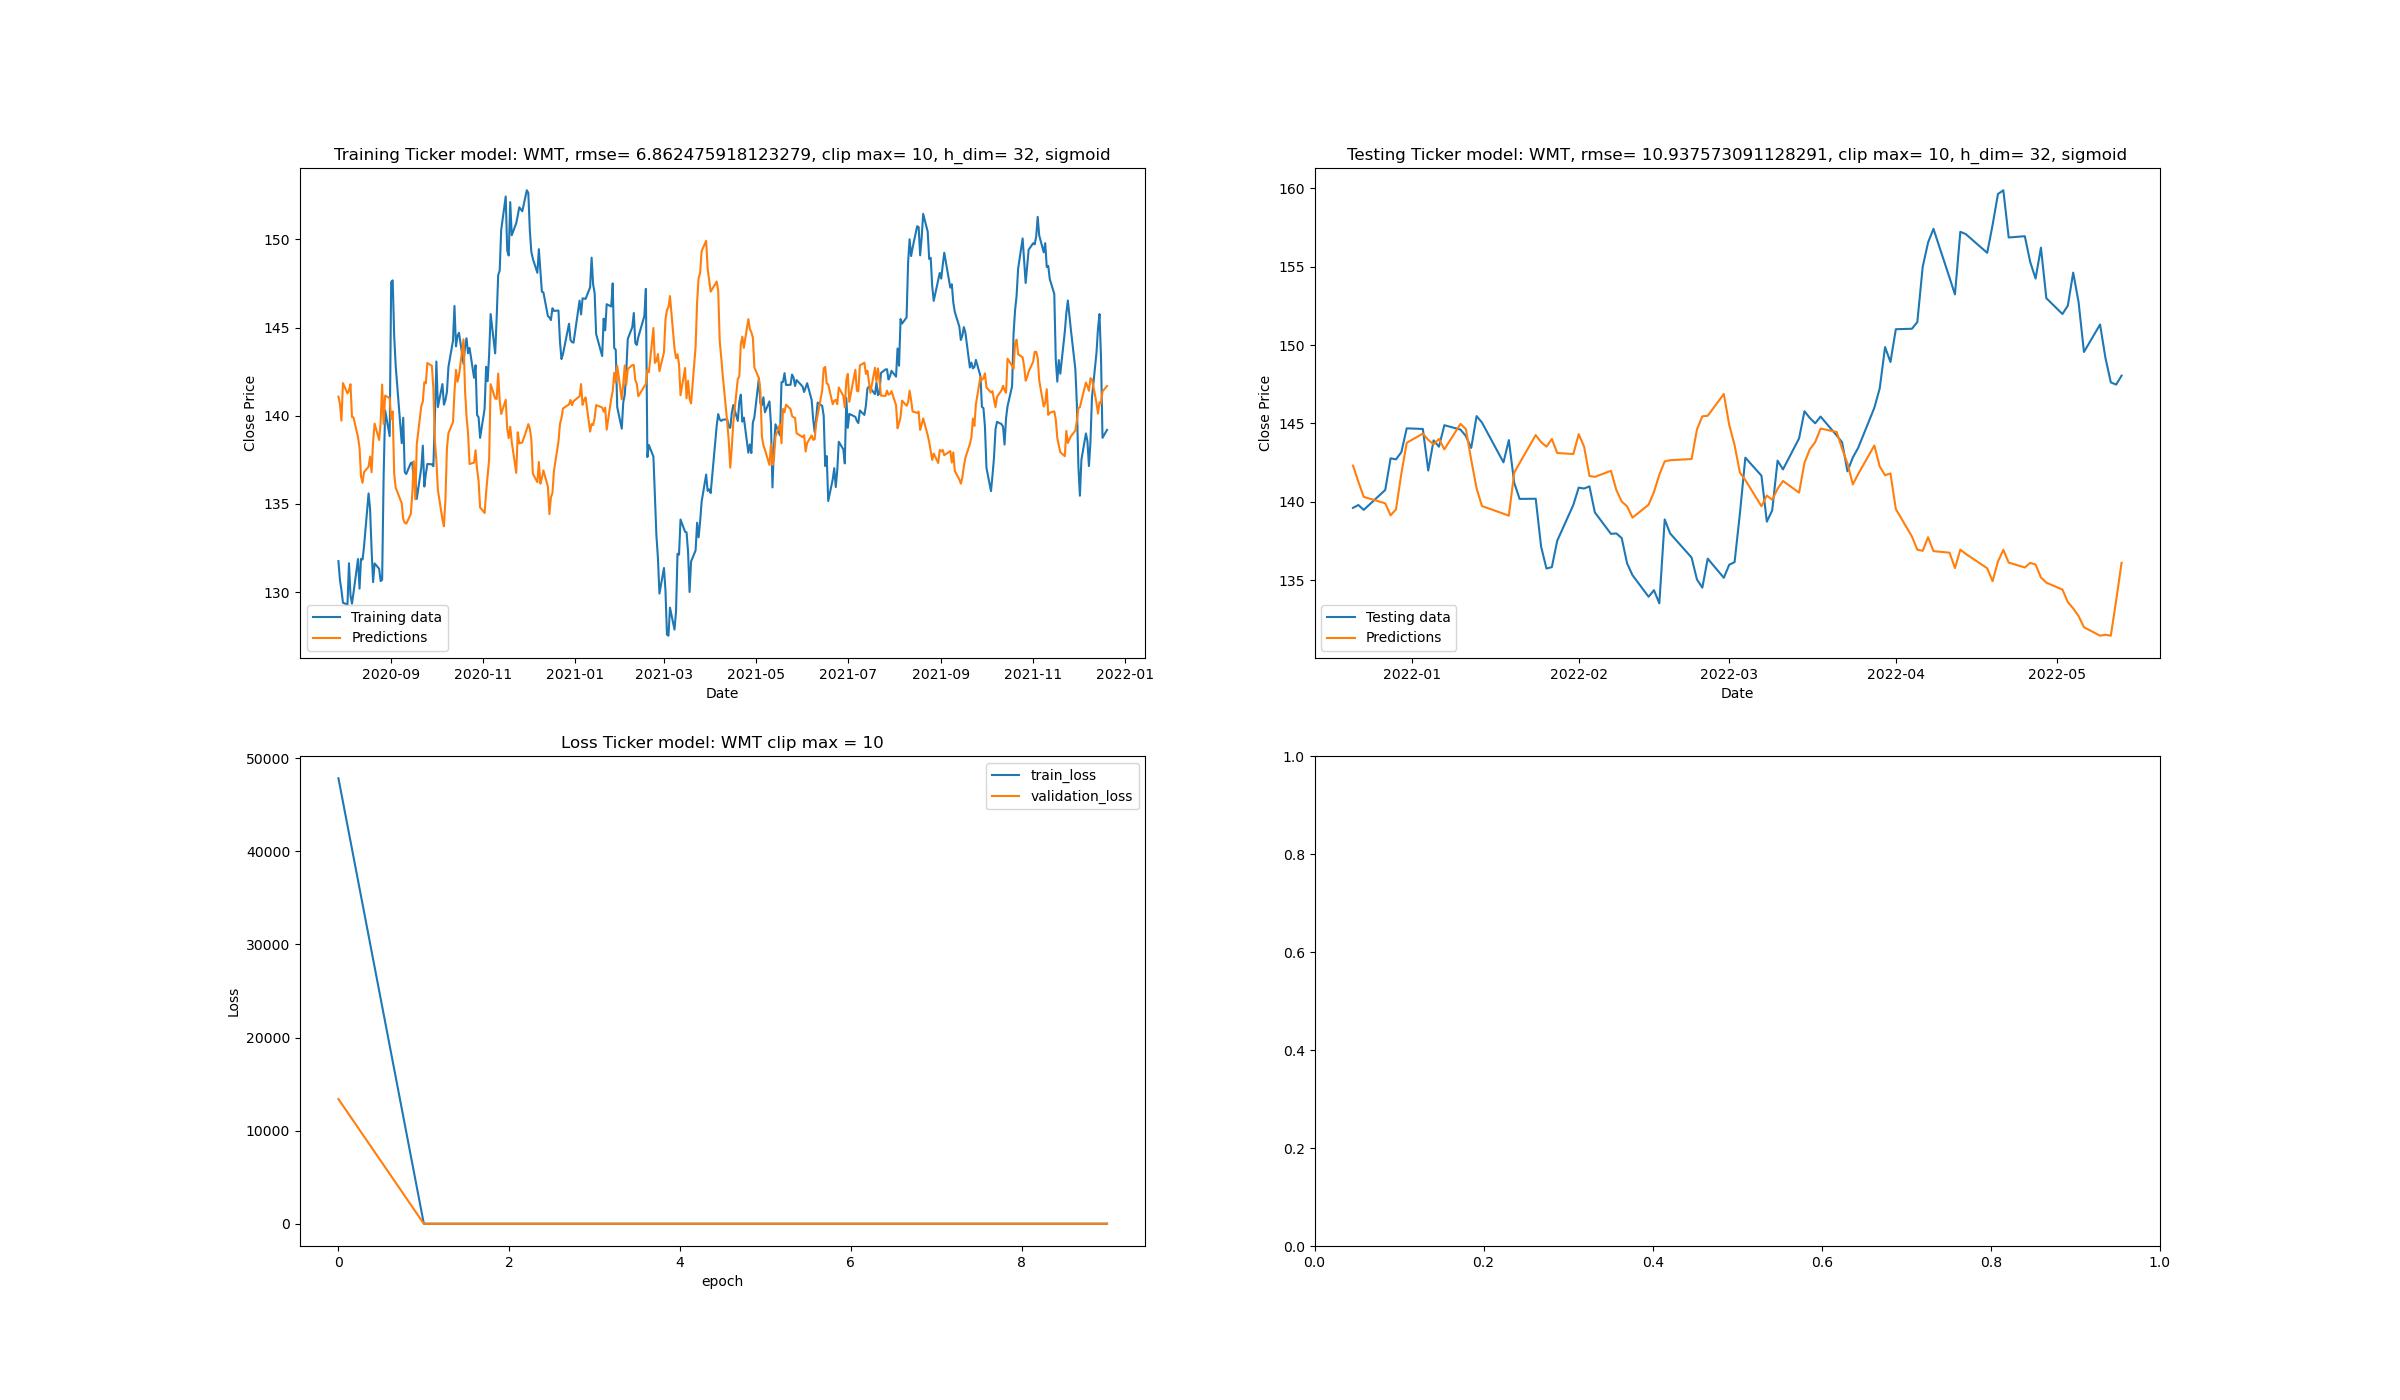 Training Ticker model: WMT, rmse= 6.862475918123279, clip max= 10, h_dim= 32, sigmoid
Close Price
150
145
140
135
130
Training data
Predictions
2020-09 2020-11 2021-01 2021-03 2021-05 2021-07 2021-09 2021-11 2022-01
Date
Testing Ticker model: WMT, rmse= 10.937573091128291, clip max= 10, h_dim= 32, sigmoid
Close Price
160
155
150
145
140
135
Testing data
Predictions
2022-01 2022-02 2022-03 2022-04 2022-05
Date
Loss Ticker model: WMT clip max = 10
Loss
50000
40000
30000
20000
10000
0
train_loss
validation_loss
0 2 4 6 8
epoch
1.0
0.8
0.6
0.4
0.2
0.0
0.0 0.2 0.4 0.6 0.8 1.0